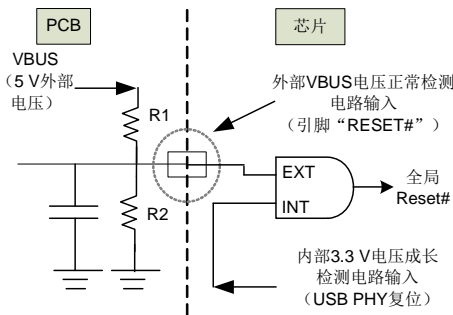 PCB
芯片
VBUS
（5 V外部
电压）
R1
外部VBUS电压正常检测
电路输入
（引脚“RESET#”）
EXT
INT
全局
Reset#
R2
内部3.3 V电压成长
检测电路输入
（USB PHY复位）